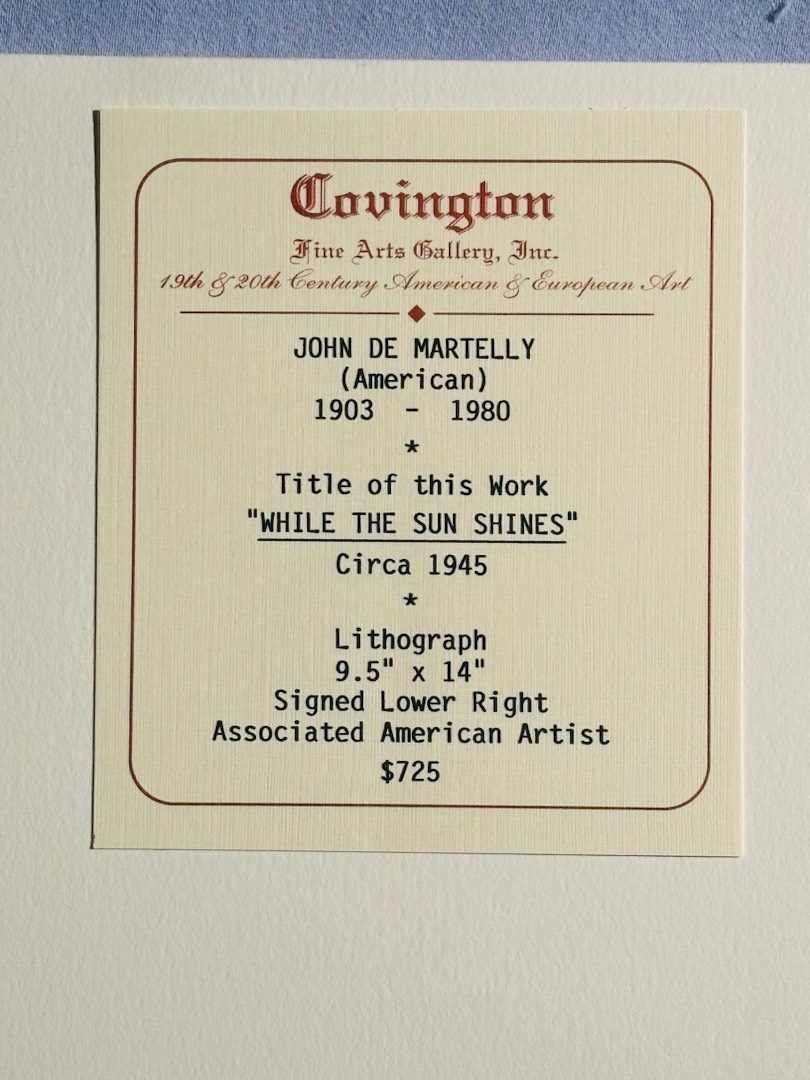 Covington
Fine Arts Gallery, Inc.
19th & 20th Century American & European Art
JOHN DE MARTELLY
(American)
1903 - 1980
*
Title of this Work
"WHILE THE SUN SHINES"
Circa 1945
*
Lithograph
9.5" x 14"
Signed Lower Right
Associated American Artist
$725